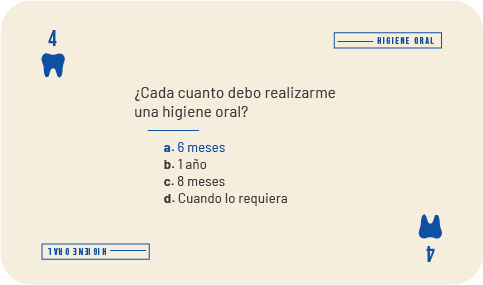 4
HIGIENE ORAL
¿Cada cuanto debo realizarme
una higiene oral?
a. 6 meses
b. 1 año
c. 8 meses
d. Cuando lo requiera
HIGIENE ORAL
4